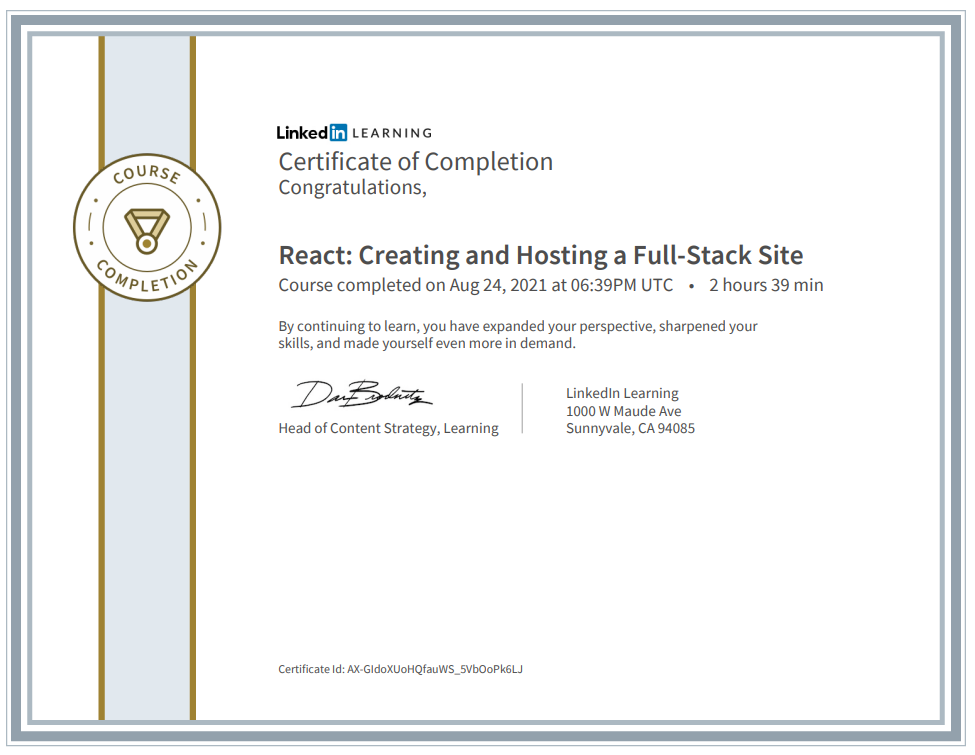 LinkedIn LEARNING
Certificate of Completion
Congratulations,
COURSE
COMPLETION
React: Creating and Hosting a Full-Stack Site
Course completed on Aug 24, 2021 at 06:39PM UTC • 2 hours 39 min
By continuing to learn, you have expanded your perspective, sharpened your
skills, and made yourself even more in demand.
Head of Content Strategy, Learning
LinkedIn Learning
1000 W Maude Ave
Sunnyvale, CA 94085
Certificate Id: AX-GIdoXUoHQfauWS_5VbOoPk6LJ